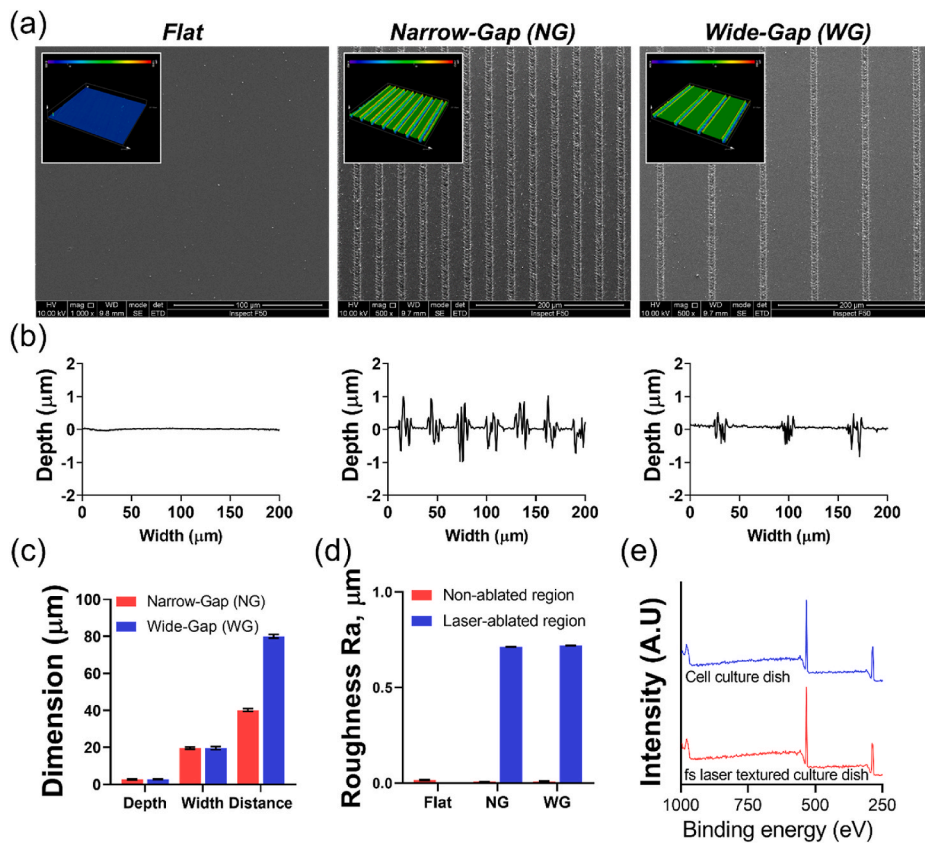 (a)
Flat
Narrow-Gap (NG)
Wide-Gap (WG)
HV mag WD mode det
10.00 kV 1 000 x 9.8 mm SE ETD
100 μm
Inspect F50
HV mag WD mode det
10.00 kV 500 x 9.7 mm SE ETD
200 μm
Inspect F50
HV mag WD mode det
10.00 kV 500 x 9.7 mm SE ETD
200 μm
Inspect F50
(b)
Depth (μm)
2
1
0
-1
-2
0 50 100 150 200
Width (μm)
Depth (μm)
2
1
0
-1
-2
0 50 100 150 200
Width (μm)
Depth (μm)
2
1
0
-1
-2
0 50 100 150 200
Width (μm)
(c)
Dimension (μm)
100
80
60
40
20
0
Narrow-Gap (NG)
Wide-Gap (WG)
Depth Width Distance
(d)
Roughness Ra, μm
1.0
0.5
0.0
Non-ablated region
Laser-ablated region
Flat NG WG
(e)
Intensity (A.U)
Cell culture dish
fs laser textured culture dish
1000 750 500 250
Binding energy (eV)